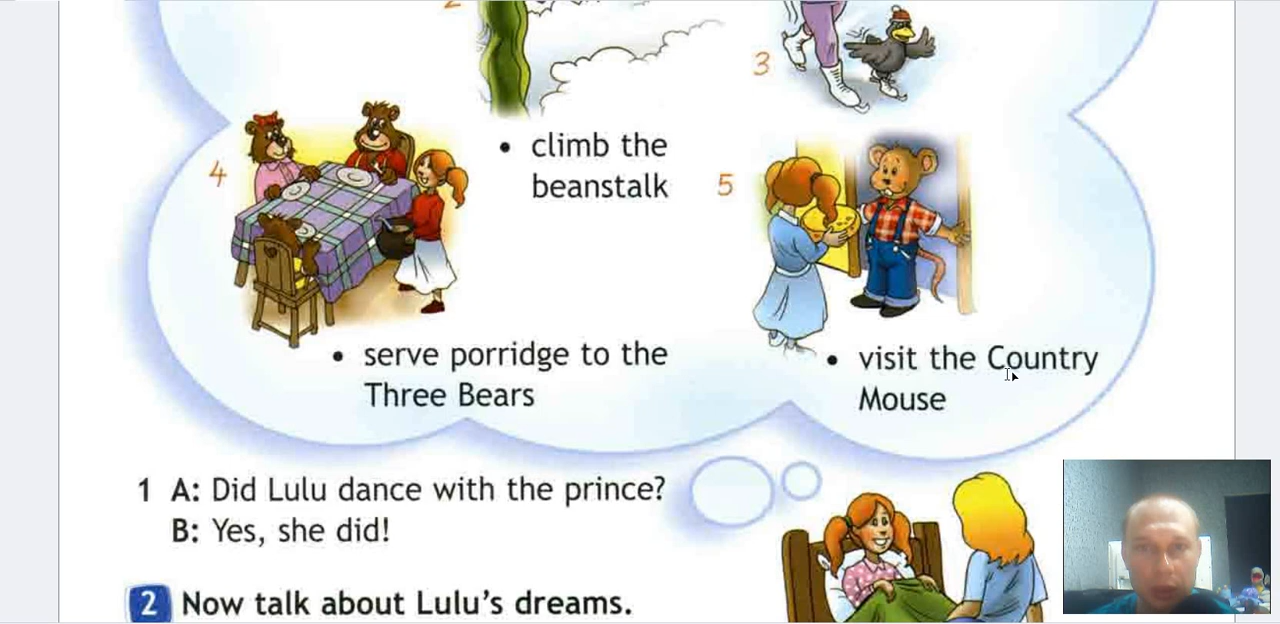 2
3
4
• climb the
beanstalk
5
• serve porridge to the
Three Bears
• visit the Country
Mouse
1 A: Did Lulu dance with the prince?
B: Yes, she did!
2 Now talk about Lulu's dreams.